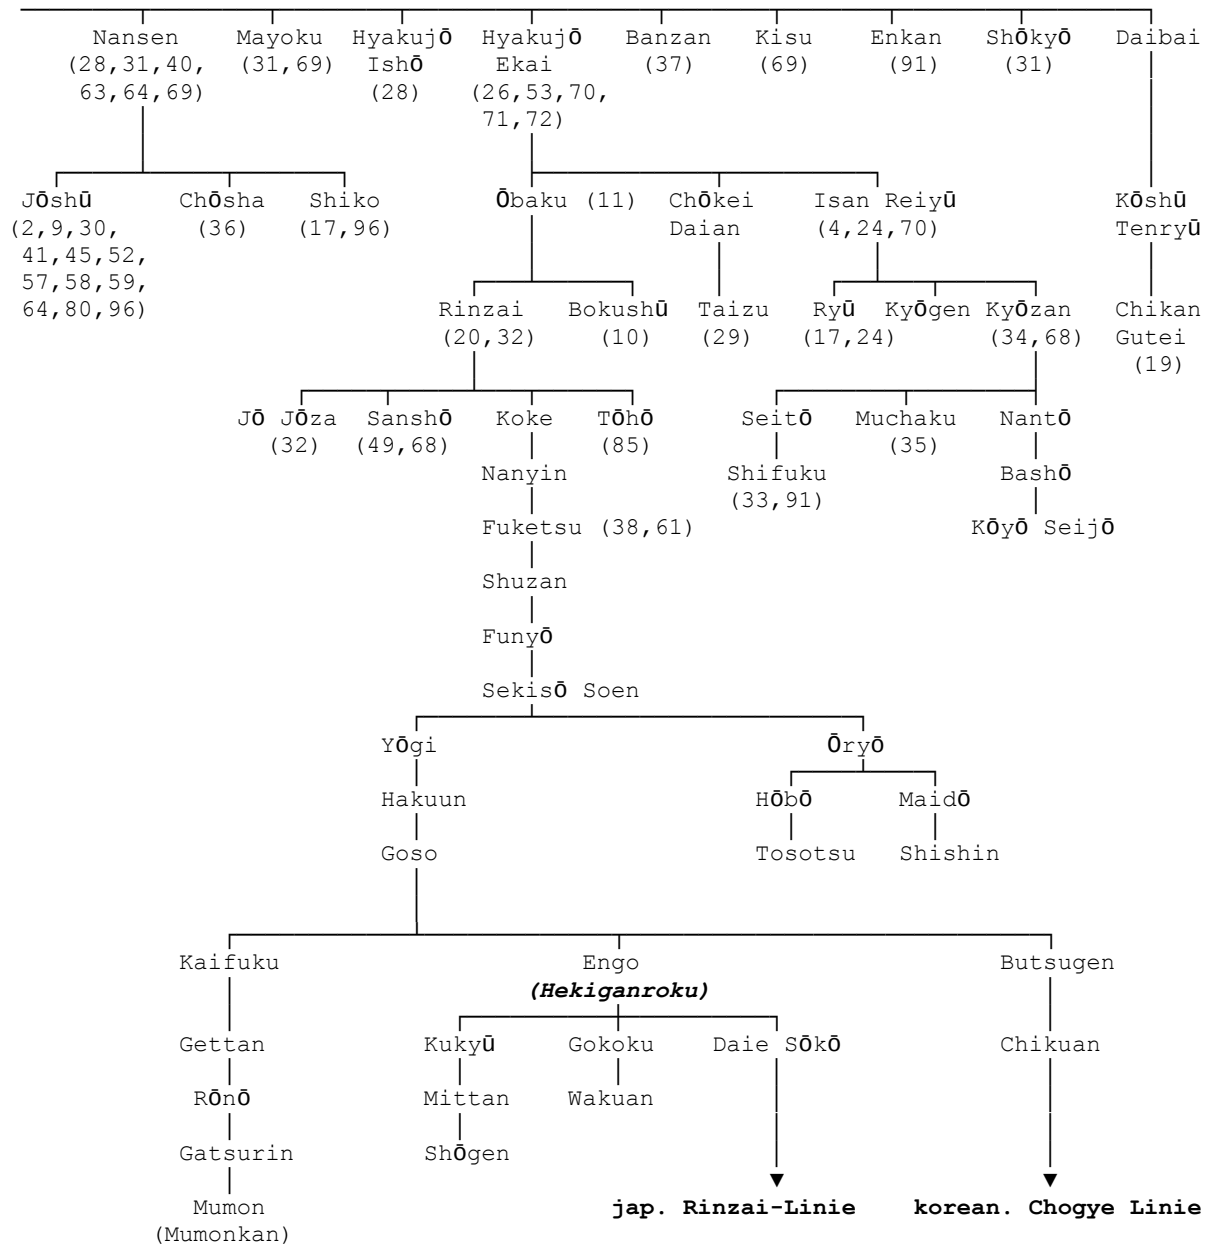 Nansen Mayoku Hyakujō Hyakujō Banzan Kisu Enkan Shōkyō Daibai
(28,31,40, (31,69) Ishō Ekai (37) (69) (91) (31)
63,64,69) (28) (26,53,70,
71,72)
Jōshū Chōsha Shiko Ōbaku (11) Chōkei Isan Reiyū Kōshū
(2,9,30, (36) (17,96) Daian (4,24,70) Tenryū
41,45,52,
57,58,59,
64,80,96) Rinzai Bokushū Taizu Ryū Kyōgen Kyōzan Chikan
(20,32) (10) (29) (17,24) (34,68) Gutei
(19)
Jō Jōza Sanshō Koke Tōhō Seitō Muchaku Nantō
(32) (49,68) (85) (35)
Nanyin Shifuku Bashō
(33,91)
Fuketsu (38,61) Kōyō Seijō
Shuzan
Funyō
Sekisō Soen
Yōgi Ōryō
Hakuun Hōbō Maidō
Goso Tosotsu Shishin
Kaifuku Engo Butsugen
(Hekiganroku)
Gettan Kukyū Gokoku Daie Sōkō Chikuan
Rōnō Mittan Wakuan
Gatsurin Shōgen
Mumon jap. Rinzai-Linie korean. Chogye Linie
(Mumonkan)